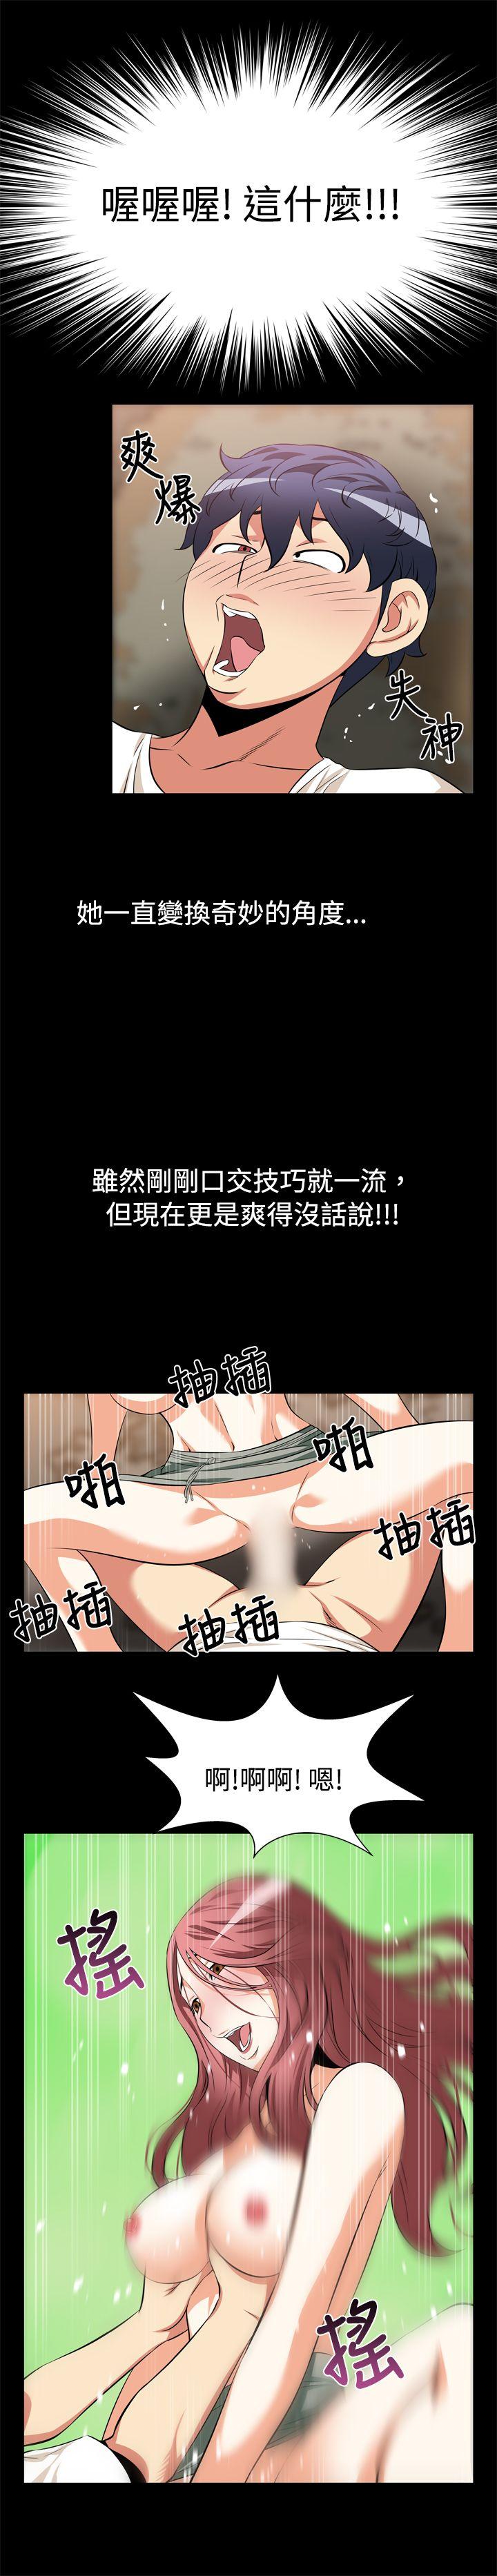 喔喔喔! 這什麼!!!
爽
爆
失
神
她一直變換奇妙的角度...
雖然剛剛口交技巧就一流，
但現在更是爽得沒話說!!!
抽插
啪
啪
抽插
抽插
抽插
啊!啊啊! 嗯!
搖
搖